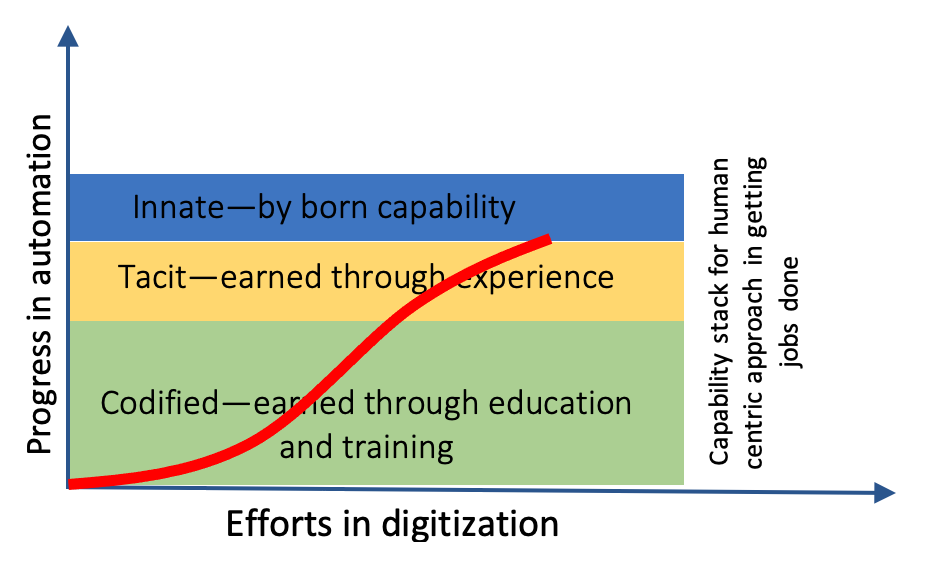 Progress in automation
Innate—by born capability
Tacit—earned through experience
Codified—earned through education
and training
Efforts in digitization
Capability stack for human
centric approach in getting
jobs done